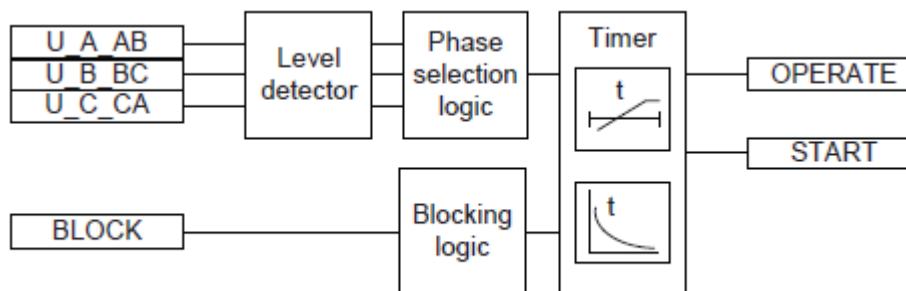 U_A_AB
U_B_BC
U_C_CA
Level
detector
Phase
selection
logic
Timer
t
OPERATE
START
BLOCK
Blocking
logic
t